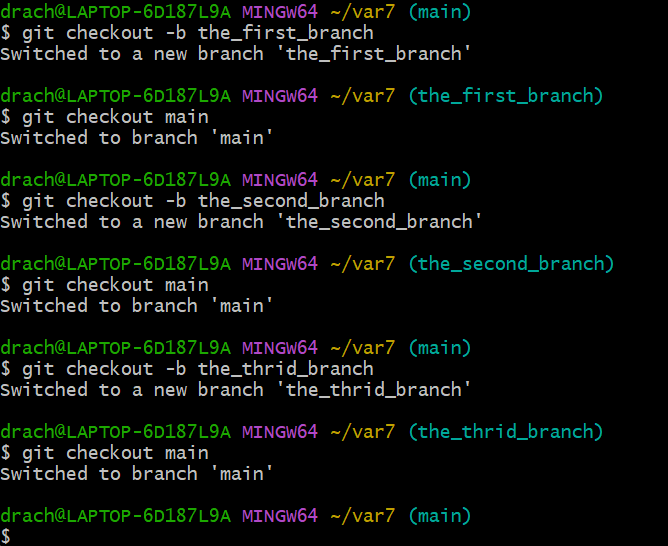 drach@LAPTOP-6D187L9A MINGW64 ~/var7 (main)
$ git checkout -b the_first_branch
Switched to a new branch 'the_first_branch'
drach@LAPTOP-6D187L9A MINGW64 ~/var7 (the_first_branch)
$ git checkout main
Switched to branch 'main'
drach@LAPTOP-6D187L9A MINGW64 ~/var7 (main)
$ git checkout -b the_second_branch
Switched to a new branch 'the_second_branch'
drach@LAPTOP-6D187L9A MINGW64 ~/var7 (the_second_branch)
$ git checkout main
Switched to branch 'main'
drach@LAPTOP-6D187L9A MINGW64 ~/var7 (main)
$ git checkout -b the_thrid_branch
Switched to a new branch 'the_thrid_branch'
drach@LAPTOP-6D187L9A MINGW64 ~/var7 (the_thrid_branch)
$ git checkout main
Switched to branch 'main'
drach@LAPTOP-6D187L9A MINGW64 ~/var7 (main)
$